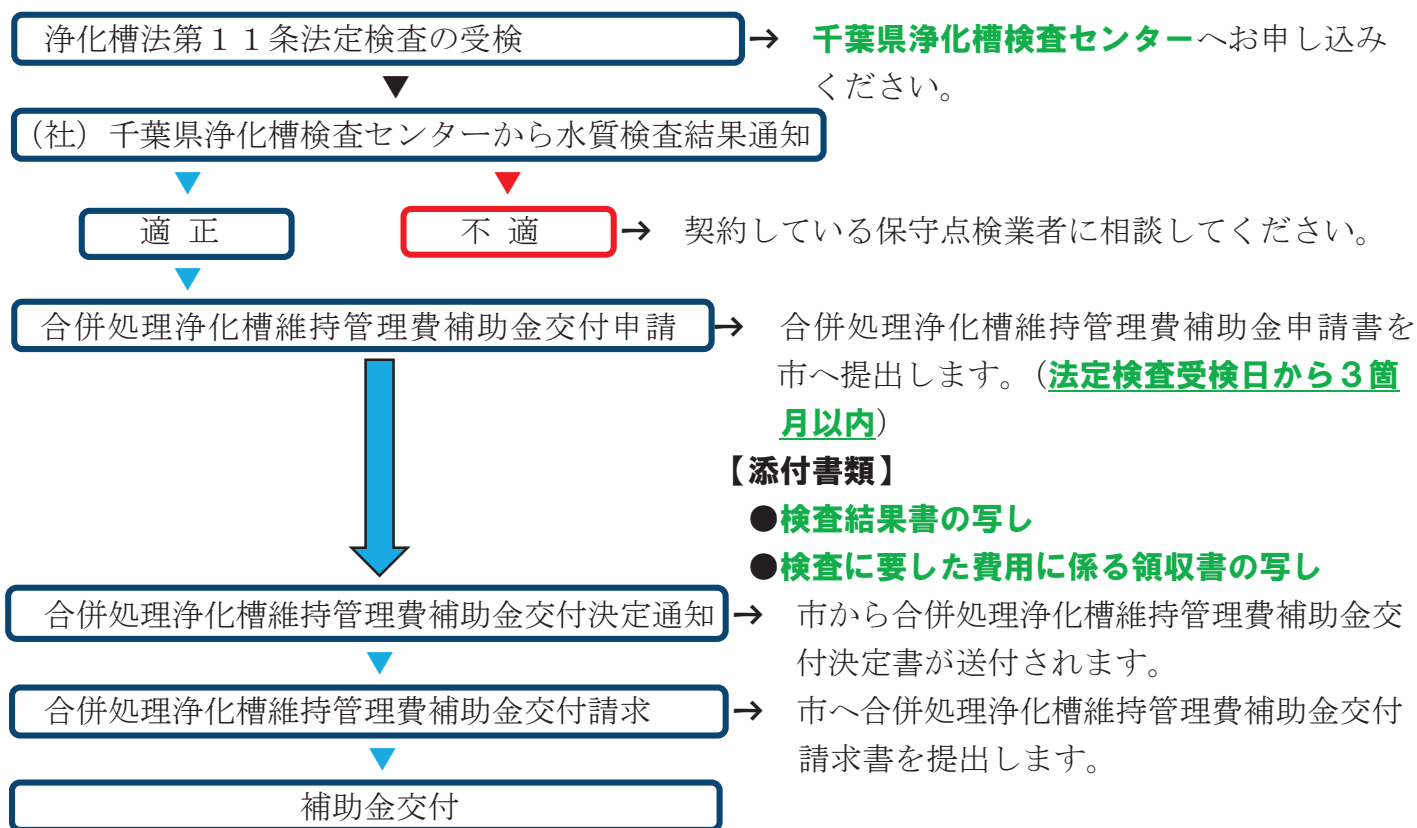 浄化槽法第１１条法定検査の受検
→ 千葉県浄化槽検査センターへお申し込み
ください。
▼
（社）千葉県浄化槽検査センターから水質検査結果通知
▼ ▼
適 正
不 適
→ 契約している保守点検業者に相談してください。
▼
合併処理浄化槽維持管理費補助金交付申請
→ 合併処理浄化槽維持管理費補助金申請書を
市へ提出します。（法定検査受検日から３箇
月以内）
【添付書類】
●検査結果書の写し
●検査に要した費用に係る領収書の写し
合併処理浄化槽維持管理費補助金交付決定通知
→ 市から合併処理浄化槽維持管理費補助金交
付決定書が送付されます。
▼
合併処理浄化槽維持管理費補助金交付請求
→ 市へ合併処理浄化槽維持管理費補助金交付
請求書を提出します。
▼
補助金交付